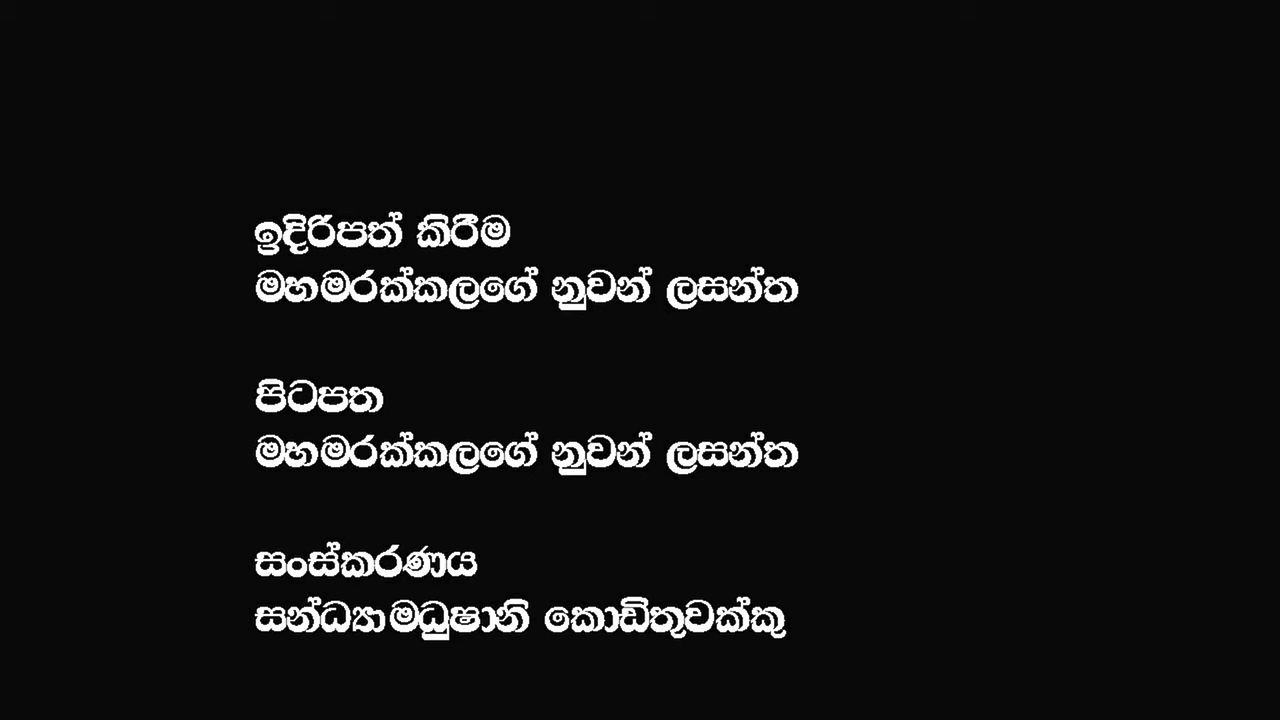 ඉදිරිපත් කිරීම
මහමරක්කලගේ නුවන් ලසන්ත
පිටපත
මහමරක්කලගේ නුවන් ලසන්ත
සංස්කරණය
සන්ධ්‍යාමධුෂානි කොඩිතුවක්කු